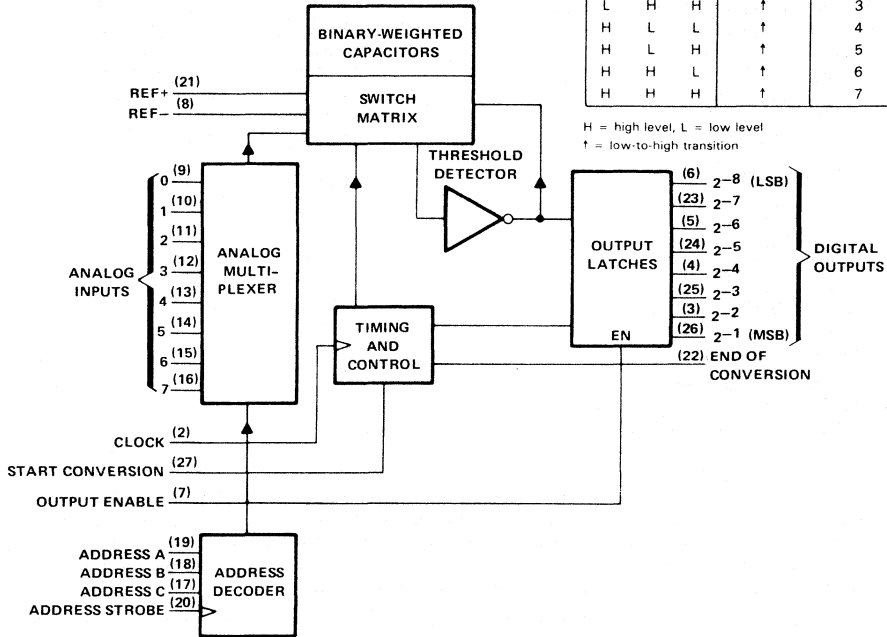 L H H ↑ 3
H L L ↑ 4
H L H ↑ 5
H H L ↑ 6
H H H ↑ 7
H = high level, L = low level
↑ = low-to-high transition
BINARY-WEIGHTED
CAPACITORS
SWITCH
MATRIX
REF+ (21)
REF− (8)
THRESHOLD
DETECTOR
ANALOG
INPUTS
0 (9)
1 (10)
2 (11)
3 (12)
4 (13)
5 (14)
6 (15)
7 (16)
ANALOG
MULTI-
PLEXER
TIMING
AND
CONTROL
OUTPUT
LATCHES
EN
(6) 2−8 (LSB)
(23) 2−7
(5) 2−6
(24) 2−5
(4) 2−4
(25) 2−3
(3) 2−2
(26) 2−1 (MSB)
DIGITAL
OUTPUTS
(22) END OF
CONVERSION
CLOCK (2)
START CONVERSION (27)
OUTPUT ENABLE (7)
ADDRESS A (19)
ADDRESS B (18)
ADDRESS C (17)
ADDRESS STROBE (20)
ADDRESS
DECODER